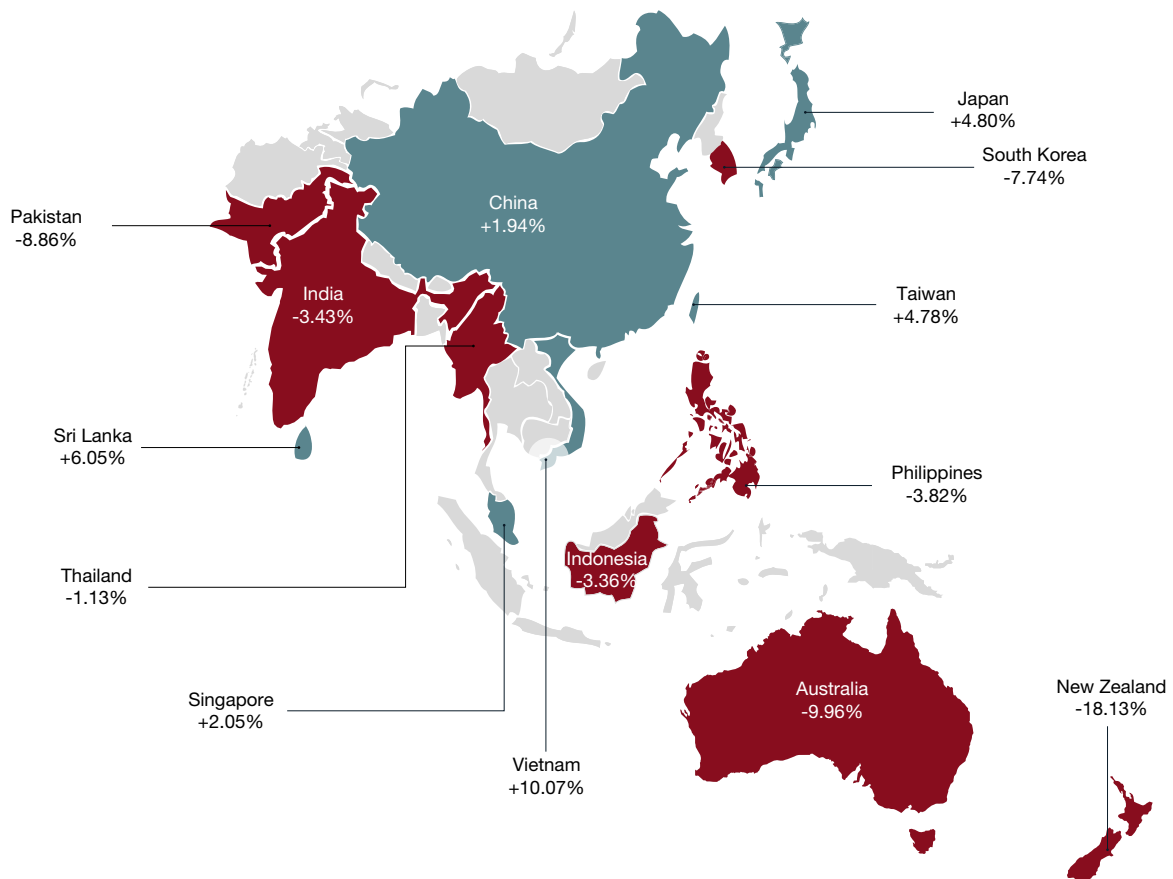 Japan
+4.80%
South Korea
-7.74%
China
+1.94%
Pakistan
-8.86%
India
-3.43%
Taiwan
+4.78%
Sri Lanka
+6.05%
Philippines
-3.82%
Indonesia
-3.36%
Thailand
-1.13%
Australia
-9.96%
New Zealand
-18.13%
Singapore
+2.05%
Vietnam
+10.07%